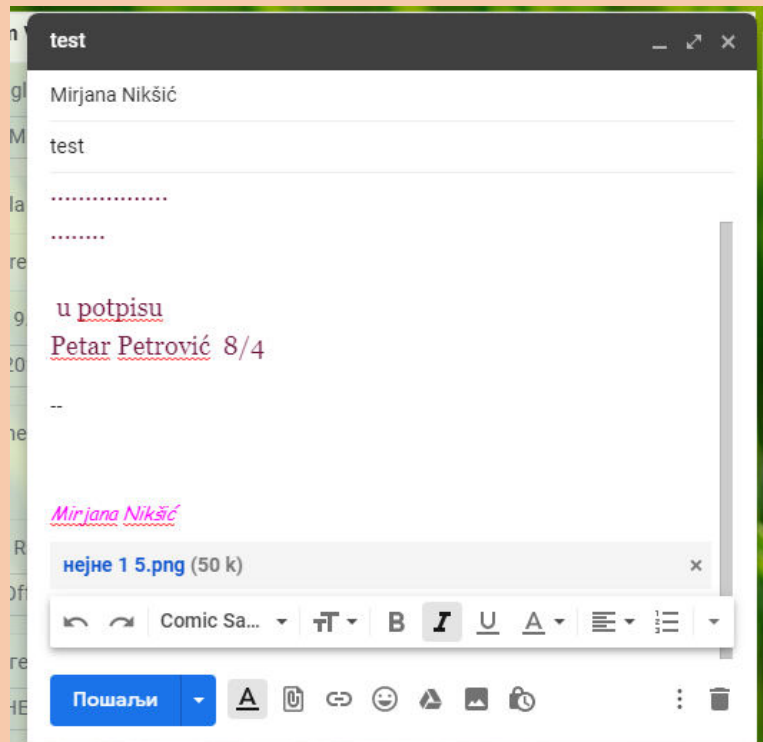 test
Mirjana Nikšić
test
.................
........
u potpisu
Petar Petrović 8/4
--
Mirjana Nikšić
нејне 1 5.png (50 k)
Comic Sa...
B I U A
Пошаљи A